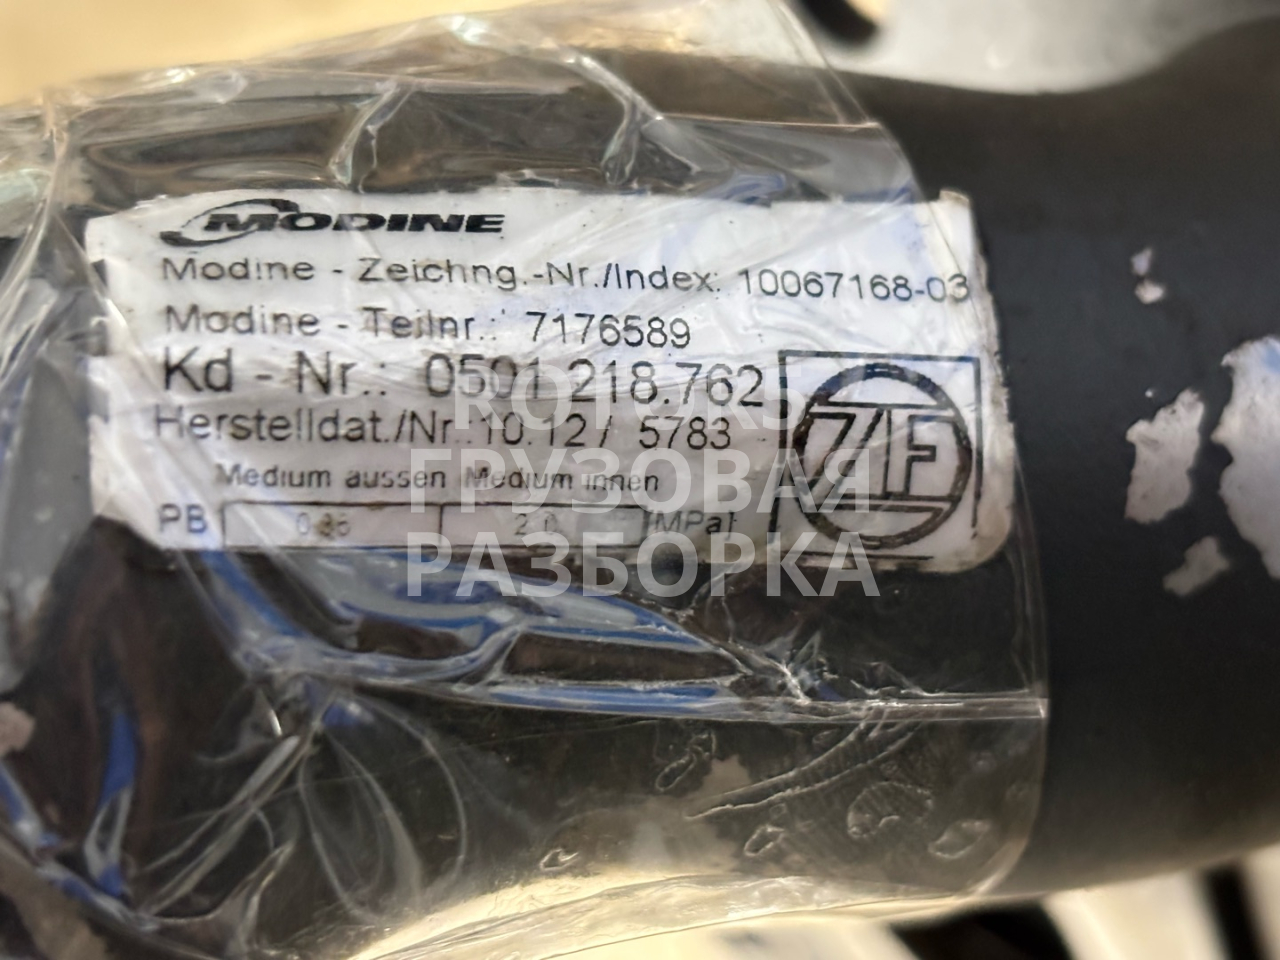 MODINE
Modine - Zeichng.-Nr./Index: 10067168-03
Modine - Teilnr.: 7176589
Kd - Nr.: 0501.218.762
Herstelldat./Nr.:10.12/ 5783
Medium aussen Medium innen
PB MPa
ZF
ROTORS
ГРУЗОВАЯ
РАЗБОРКА